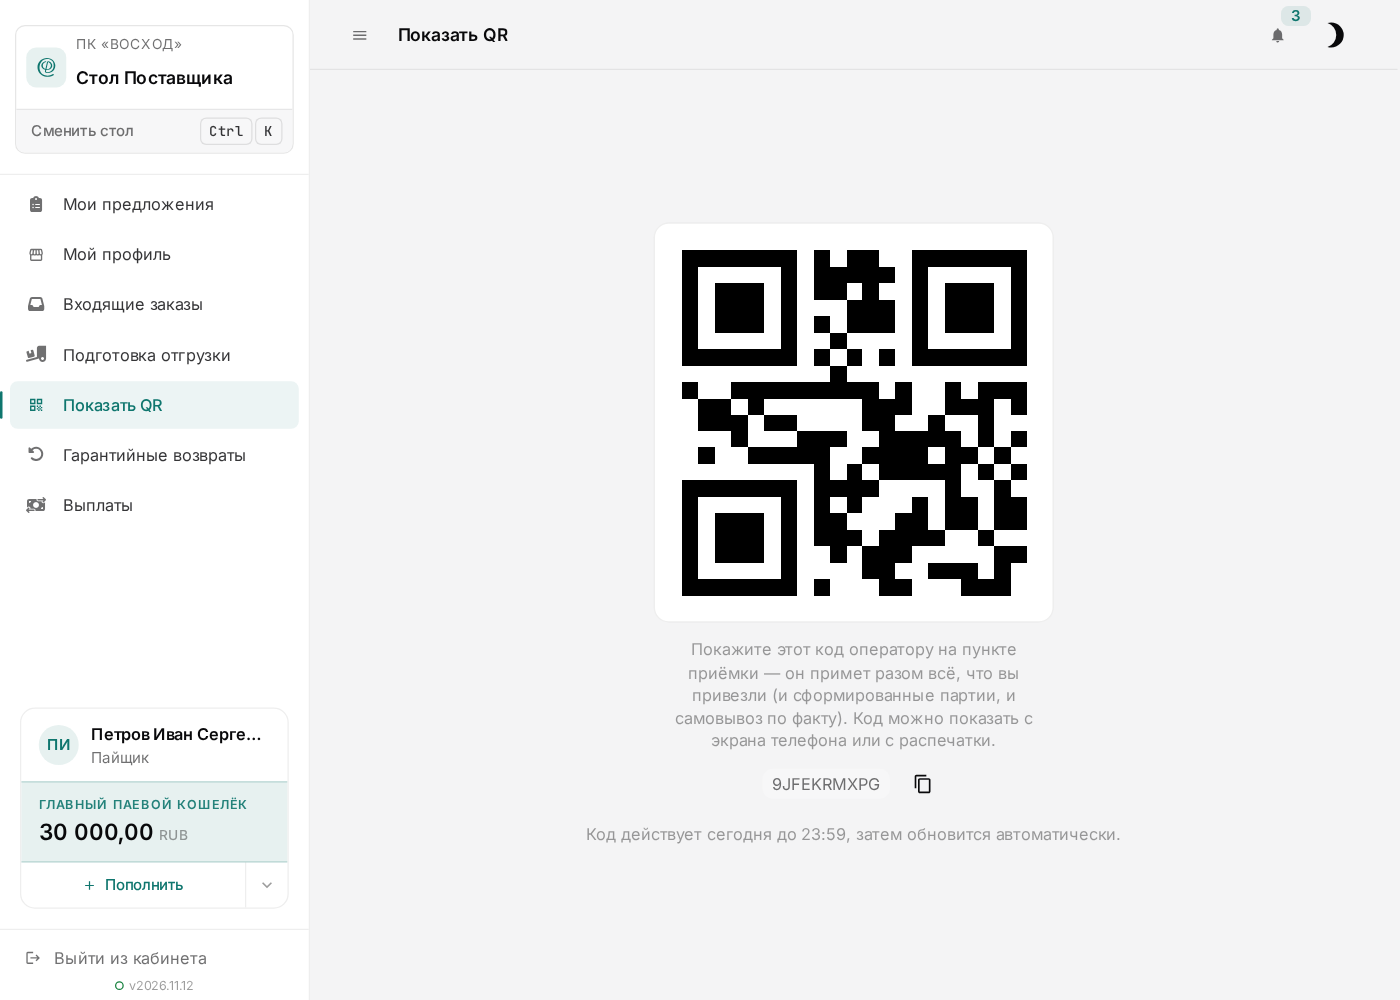 ПК «ВОСХОД»
Стол Поставщика
Сменить стол
Ctrl K
Мои предложения
Мой профиль
Входящие заказы
Подготовка отгрузки
Показать QR
Гарантийные возвраты
Выплаты
ПИ
Петров Иван Серге...
Пайщик
ГЛАВНЫЙ ПАЕВОЙ КОШЕЛЁК
30 000,00 RUB
+ Пополнить
Выйти из кабинета
v2026.11.12
Показать QR
3
Покажите этот код оператору на пункте
приёмки — он примет разом всё, что вы
привезли (и сформированные партии, и
самовывоз по факту). Код можно показать с
экрана телефона или с распечатки.
9JFEKRMXPG
Код действует сегодня до 23:59, затем обновится автоматически.